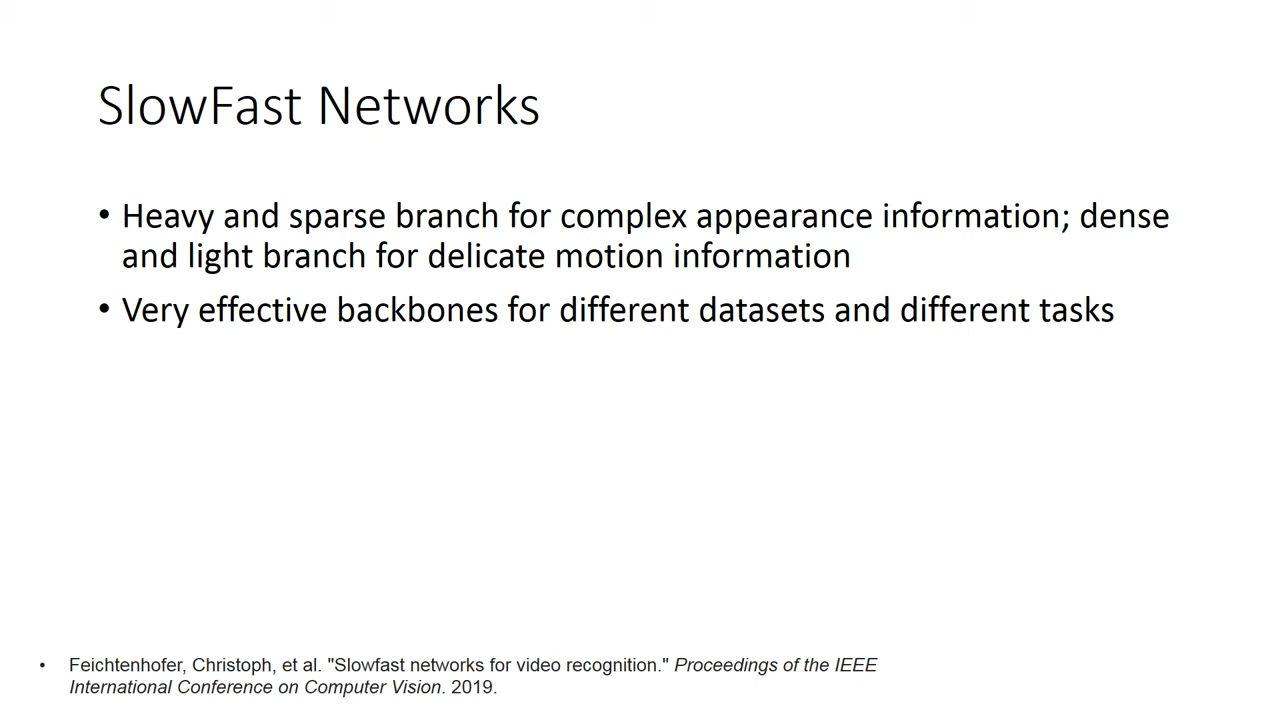 SlowFast Networks
• Heavy and sparse branch for complex appearance information; dense
and light branch for delicate motion information
• Very effective backbones for different datasets and different tasks
• Feichtenhofer, Christoph, et al. "Slowfast networks for video recognition." Proceedings of the IEEE
International Conference on Computer Vision. 2019.